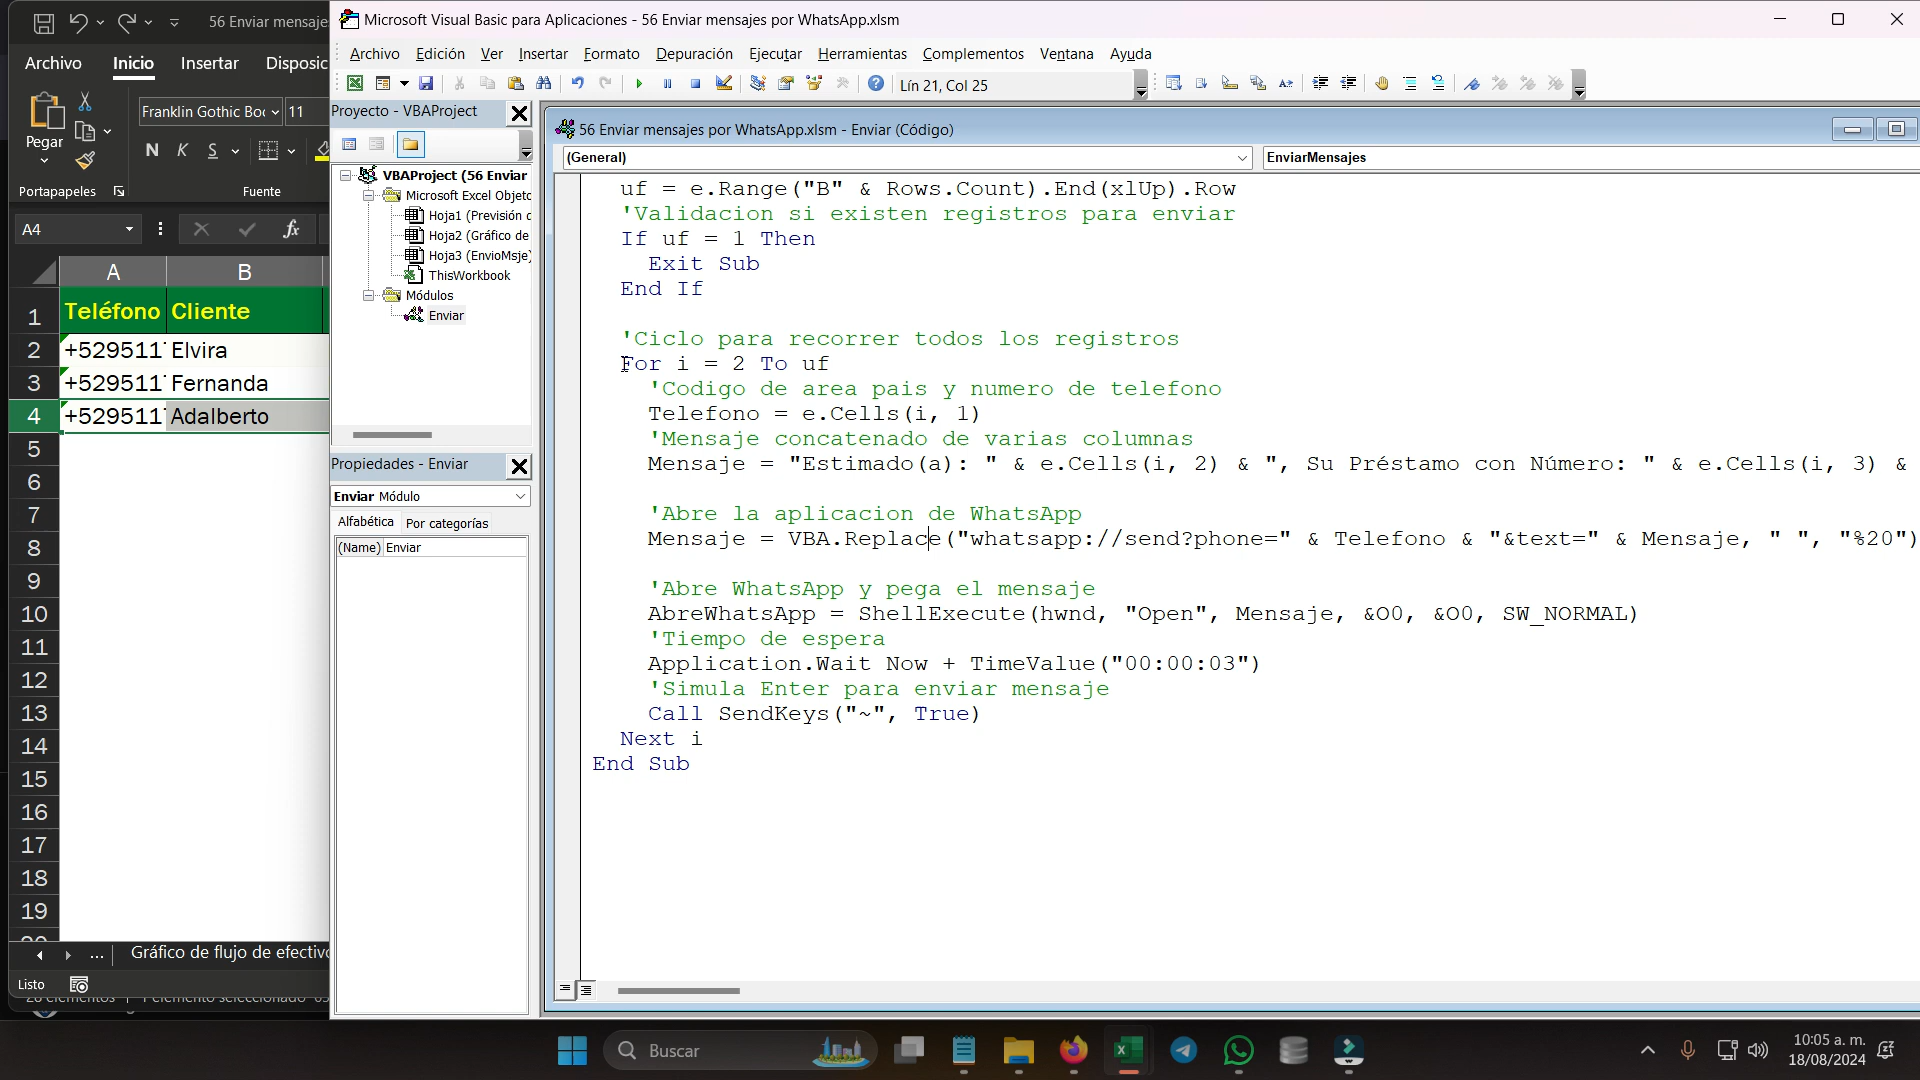 56 Enviar mensaje
Microsoft Visual Basic para Aplicaciones - 56 Enviar mensajes por WhatsApp.xlsm
Archivo Inicio Insertar Disposic
Archivo Edición Ver Insertar Formato Depuración Ejecutar Herramientas Complementos Ventana Ayuda
Lín 21, Col 25
Franklin Gothic Boo 11
Pegar
N K S
Portapapeles Fuente
A4
fx
A B
1 Teléfono Cliente
2 +5295117 Elvira
3 +5295117 Fernanda
4 +5295117 Adalberto
5
6
7
8
9
10
11
12
13
14
15
16
17
18
19
20
Gráfico de flujo de efectivo
Listo
Proyecto - VBAProject
VBAProject (56 Enviar
Microsoft Excel Objeto
Hoja1 (Previsión d
Hoja2 (Gráfico de
Hoja3 (EnvioMsje)
ThisWorkbook
Módulos
Enviar
Propiedades - Enviar
Enviar Módulo
Alfabética Por categorías
(Name) Enviar
56 Enviar mensajes por WhatsApp.xlsm - Enviar (Código)
(General) EnviarMensajes
uf = e.Range("B" & Rows.Count).End(xlUp).Row
'Validacion si existen registros para enviar
If uf = 1 Then
Exit Sub
End If
'Ciclo para recorrer todos los registros
For i = 2 To uf
'Codigo de area pais y numero de telefono
Telefono = e.Cells(i, 1)
'Mensaje concatenado de varias columnas
Mensaje = "Estimado(a): " & e.Cells(i, 2) & ", Su Préstamo con Número: " & e.Cells(i, 3) &
'Abre la aplicacion de WhatsApp
Mensaje = VBA.Replace("whatsapp://send?phone=" & Telefono & "&text=" & Mensaje, " ", "%20")
'Abre WhatsApp y pega el mensaje
AbreWhatsApp = ShellExecute(hwnd, "Open", Mensaje, &O0, &O0, SW_NORMAL)
'Tiempo de espera
Application.Wait Now + TimeValue("00:00:03")
'Simula Enter para enviar mensaje
Call SendKeys("~", True)
Next i
End Sub
Buscar
10:05 a. m.
18/08/2024